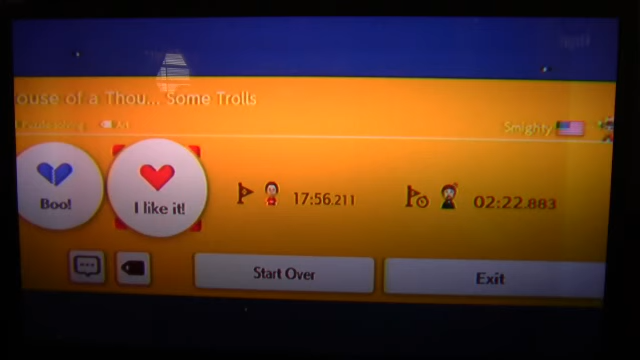 ouse of a Thou... Some Trolls
Smighty
Boo!
I like it!
17:56.211
02:22.883
Start Over
Exit